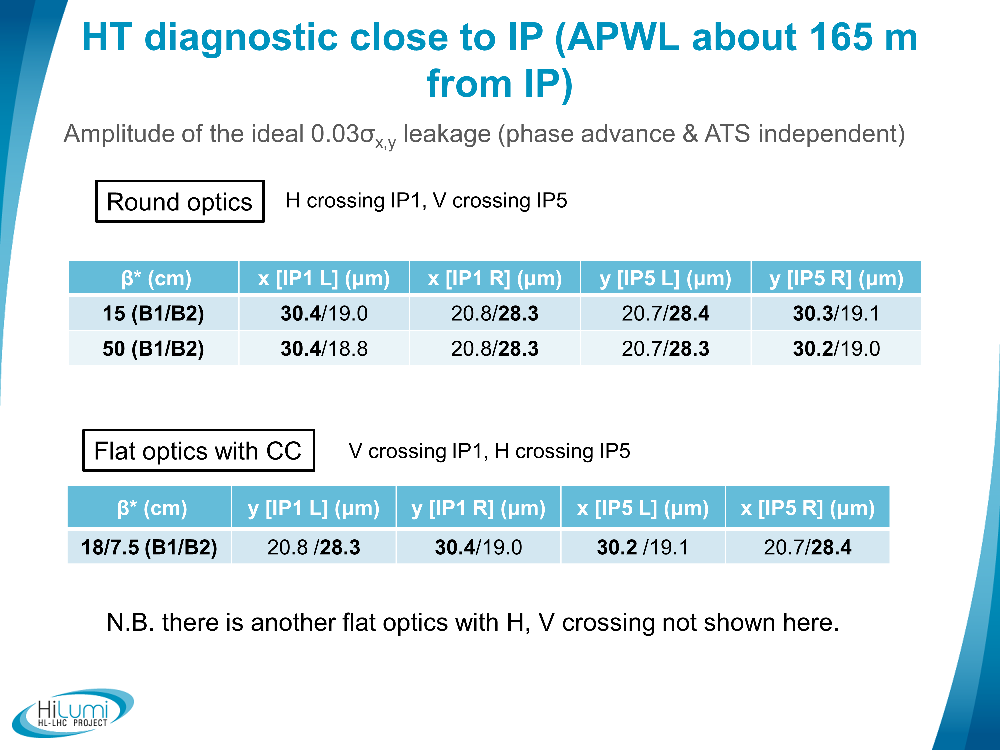 HT diagnostic close to IP (APWL about 165 m
from IP)
Amplitude of the ideal 0.03σx,y leakage (phase advance & ATS independent)
Round optics
H crossing IP1, V crossing IP5
β* (cm) x [IP1 L] (μm) x [IP1 R] (μm) y [IP5 L] (μm) y [IP5 R] (μm)
15 (B1/B2) 30.4/19.0 20.8/28.3 20.7/28.4 30.3/19.1
50 (B1/B2) 30.4/18.8 20.8/28.3 20.7/28.3 30.2/19.0
Flat optics with CC
V crossing IP1, H crossing IP5
β* (cm) y [IP1 L] (μm) y [IP1 R] (μm) x [IP5 L] (μm) x [IP5 R] (μm)
18/7.5 (B1/B2) 20.8 /28.3 30.4/19.0 30.2 /19.1 20.7/28.4
N.B. there is another flat optics with H, V crossing not shown here.
HiLumi
HL-LHC PROJECT